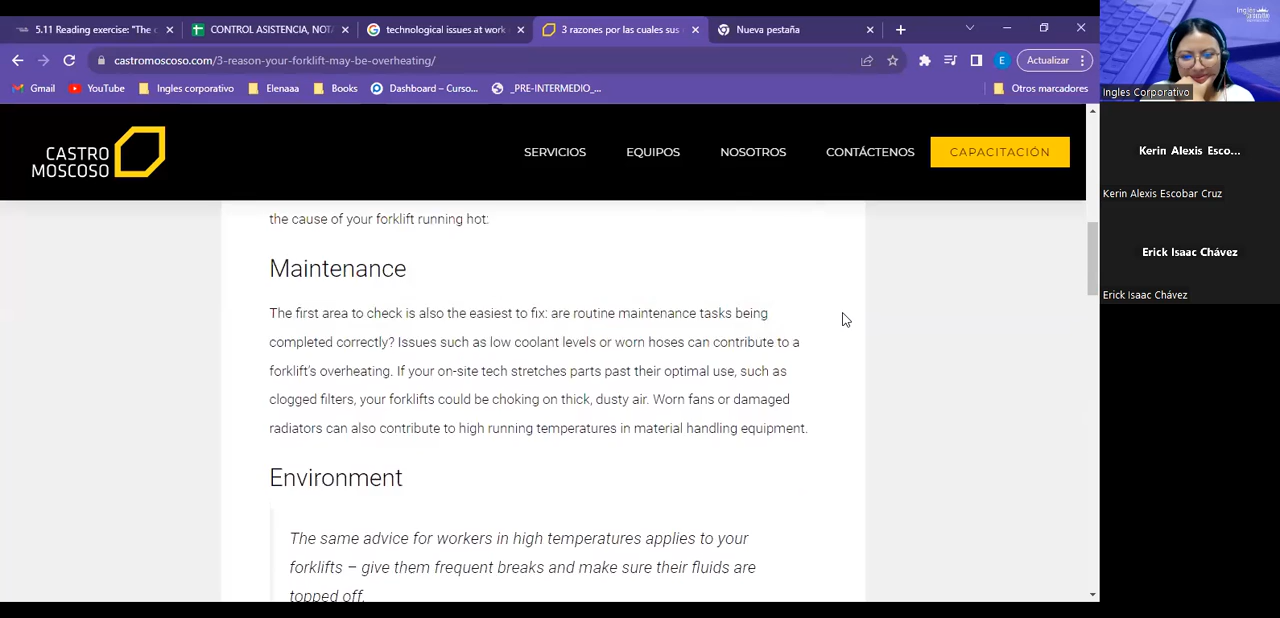 5.11 Reading exercise: "The c
CONTROL ASISTENCIA, NOTA
technological issues at work
3 razones por las cuales sus
Nueva pestaña
castromoscoso.com/3-reason-your-forklift-may-be-overheating/
E
Actualizar
Gmail
YouTube
Ingles corporativo
Elenaaa
Books
Dashboard – Curso...
_PRE-INTERMEDIO_...
Otros marcadores
CASTRO
MOSCOSO
SERVICIOS
EQUIPOS
NOSOTROS
CONTÁCTENOS
CAPACITACIÓN
the cause of your forklift running hot:
Maintenance
The first area to check is also the easiest to fix: are routine maintenance tasks being
completed correctly? Issues such as low coolant levels or worn hoses can contribute to a
forklift's overheating. If your on-site tech stretches parts past their optimal use, such as
clogged filters, your forklifts could be choking on thick, dusty air. Worn fans or damaged
radiators can also contribute to high running temperatures in material handling equipment.
Environment
The same advice for workers in high temperatures applies to your
forklifts – give them frequent breaks and make sure their fluids are
topped off.
Ingles Corporativo
Kerin Alexis Esco...
Kerin Alexis Escobar Cruz
Erick Isaac Chávez
Erick Isaac Chávez